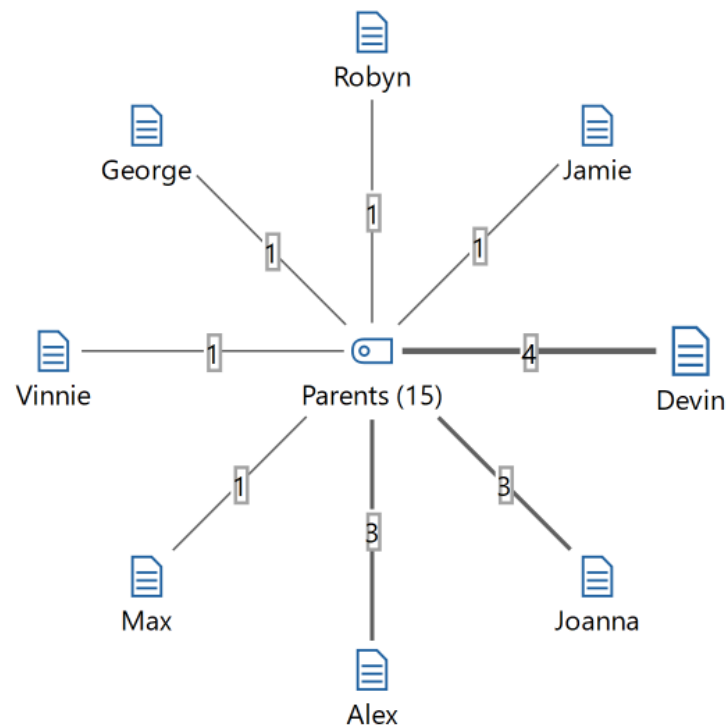 Robyn
George
Jamie
1
1
1
1
4
Vinnie
Parents (15)
Devin
1
3
3
Max
Joanna
Alex